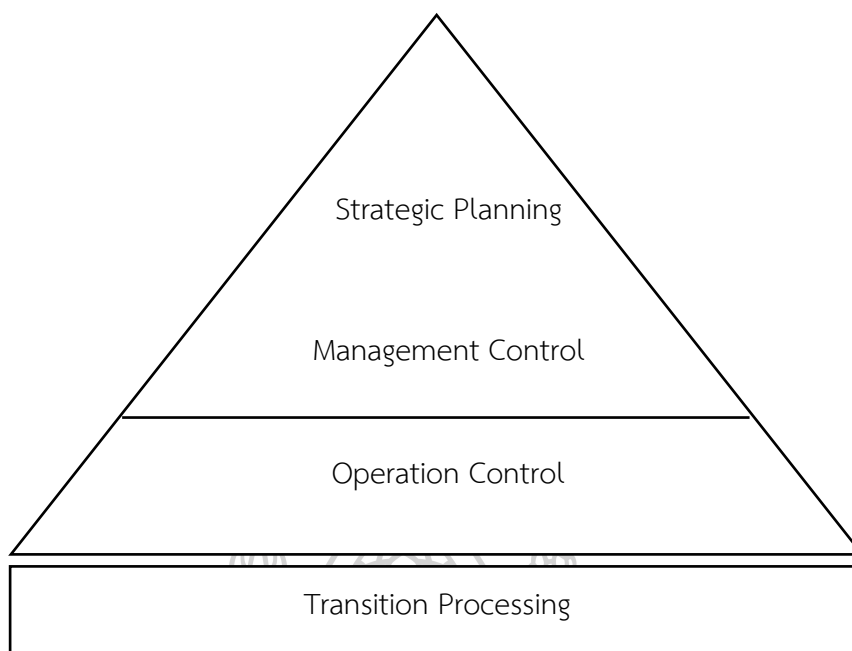 Strategic Planning
Management Control
Operation Control
Transition Processing